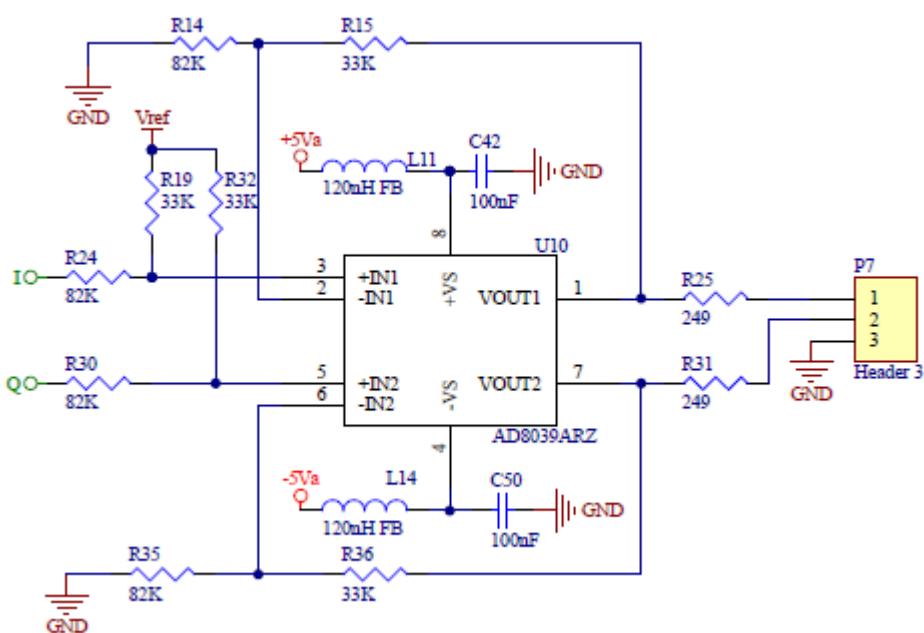 R14
82K
R15
33K
GND
Vref
R19
33K
R32
33K
+5Va
L11
120nH FB
C42
100nF
GND
8
U10
I
R24
82K
3
+IN1
2
-IN1
+VS
VOUT1
1
R25
249
P7
1
2
3
Header 3
GND
Q
R30
82K
5
+IN2
6
-IN2
-VS
VOUT2
7
R31
249
AD8039ARZ
4
-5Va
L14
120nH FB
C50
100nF
GND
R35
82K
R36
33K
GND